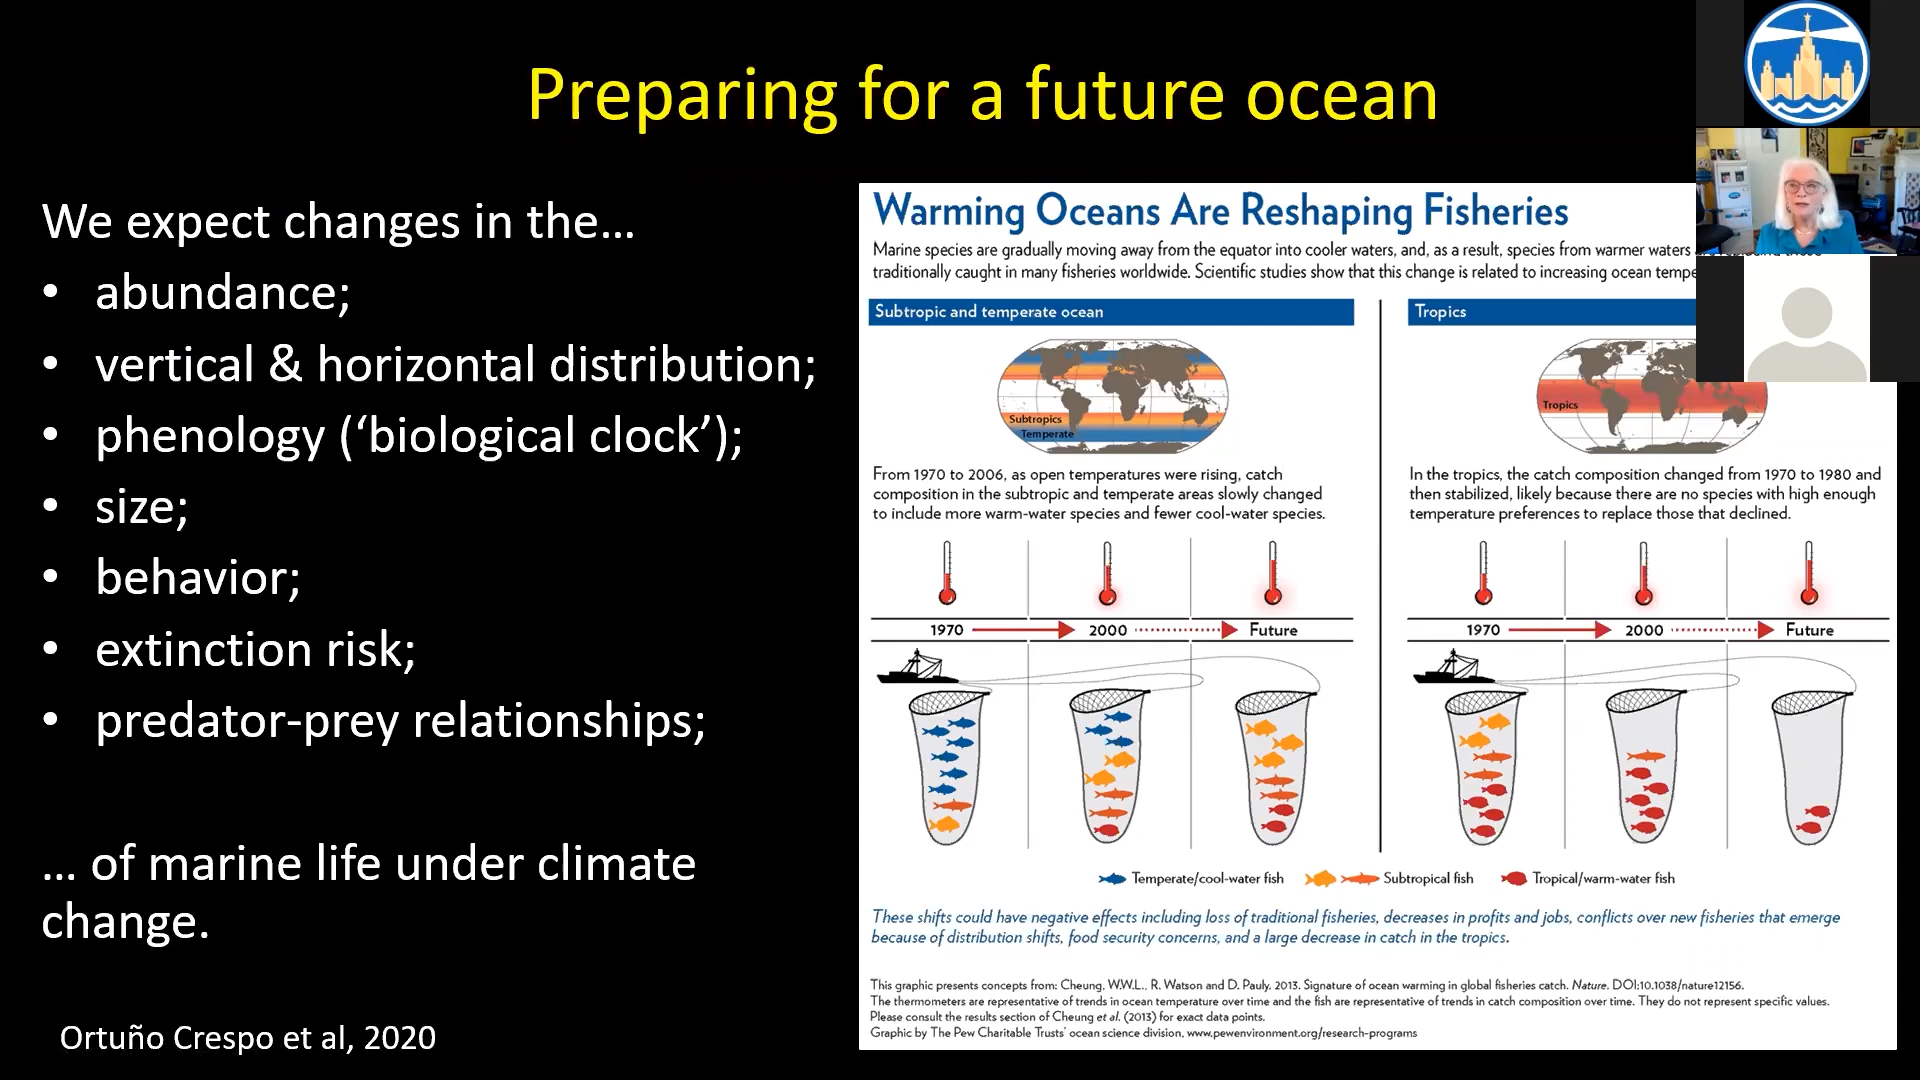 Preparing for a future ocean
We expect changes in the...
• abundance;
• vertical & horizontal distribution;
• phenology (‘biological clock’);
• size;
• behavior;
• extinction risk;
• predator-prey relationships;
... of marine life under climate
change.
Ortuño Crespo et al, 2020
Warming Oceans Are Reshaping Fisheries
Marine species are gradually moving away from the equator into cooler waters, and, as a result, species from warmer waters
traditionally caught in many fisheries worldwide. Scientific studies show that this change is related to increasing ocean tempe
Subtropic and temperate ocean
Subtropics
Temperate
From 1970 to 2006, as open temperatures were rising, catch
composition in the subtropic and temperate areas slowly changed
to include more warm-water species and fewer cool-water species.
1970 2000 Future
Tropics
Tropics
In the tropics, the catch composition changed from 1970 to 1980 and
then stabilized, likely because there are no species with high enough
temperature preferences to replace those that declined.
1970 2000 Future
Temperate/cool-water fish Subtropical fish Tropical/warm-water fish
These shifts could have negative effects including loss of traditional fisheries, decreases in profits and jobs, conflicts over new fisheries that emerge
because of distribution shifts, food security concerns, and a large decrease in catch in the tropics.
This graphic presents concepts from: Cheung, W.W.L., R. Watson and D. Pauly. 2013. Signature of ocean warming in global fisheries catch. Nature. DOI:10.1038/nature12156.
The thermometers are representative of trends in ocean temperature over time and the fish are representative of trends in catch composition over time. They do not represent specific values.
Please consult the results section of Cheung et al. (2013) for exact data points.
Graphic by The Pew Charitable Trusts' ocean science division, www.pewenvironment.org/research-programs